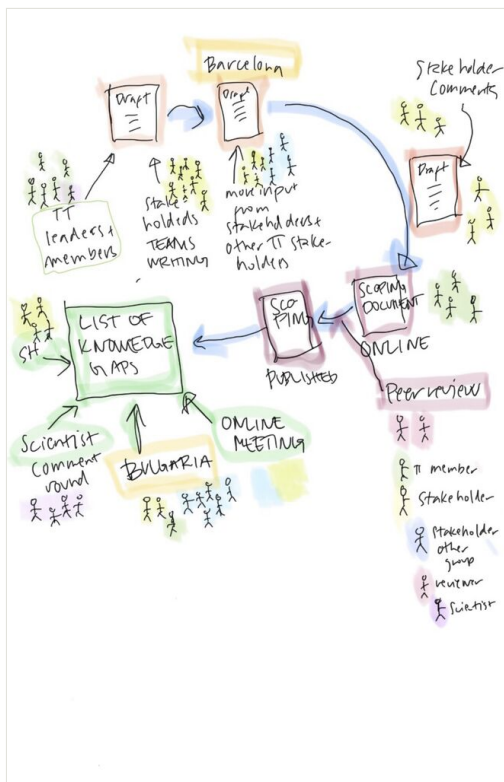 Barcelona
Stakeholder
Comments
Draft
Draft
Draft
TT
leaders+
members
stake
holders
TEAMS
WRITING
more input
from
stakeholders+
other TT stake-
holders
SH
LIST OF
KNOWLEDGE
GAPS
SCO
PING
PUBLISHED
SCOPING
DOCUMENT
ONLINE
Peer review
Scientist
Comment
round
BULGARIA
ONLINE
MEETING
TT member
Stakeholder
Stakeholder
other
group
reviewer
Scientist